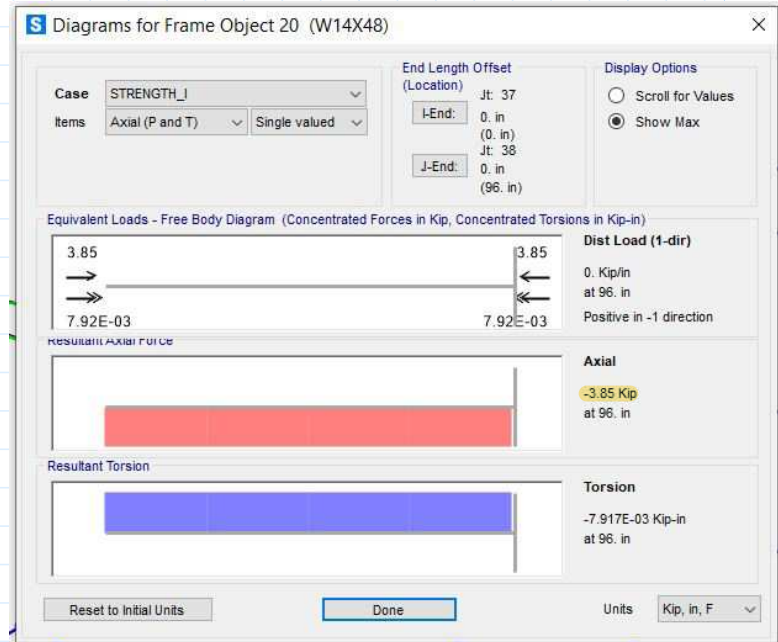 S Diagrams for Frame Object 20 (W14X48)
Case STRENGTH_I
Items Axial (P and T) Single valued
End Length Offset
(Location)
Jt: 37
I-End: 0. in
(0. in)
Jt: 38
J-End: 0. in
(96. in)
Display Options
Scroll for Values
Show Max
Equivalent Loads - Free Body Diagram (Concentrated Forces in Kip, Concentrated Torsions in Kip-in)
3.85 3.85
7.92E-03 7.92E-03
Dist Load (1-dir)
0. Kip/in
at 96. in
Positive in -1 direction
Resultant Axial Force
Axial
-3.85 Kip
at 96. in
Resultant Torsion
Torsion
-7.917E-03 Kip-in
at 96. in
Reset to Initial Units Done Units Kip, in, F